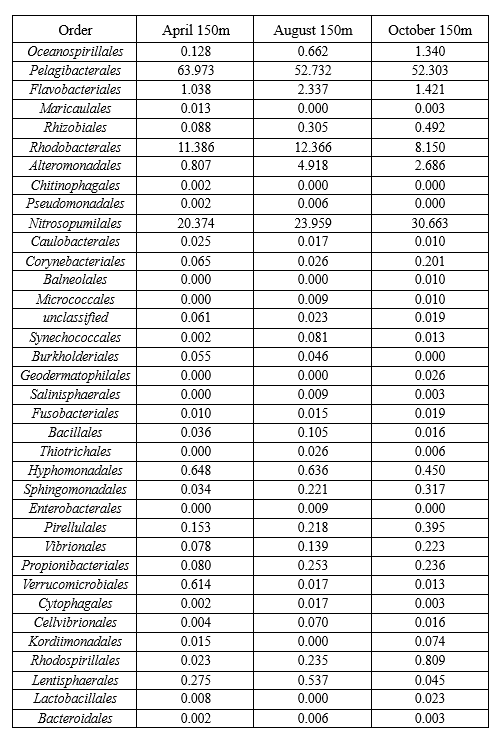 Order April 150m August 150m October 150m
Oceanospirillales 0.128 0.662 1.340
Pelagibacterales 63.973 52.732 52.303
Flavobacteriales 1.038 2.337 1.421
Maricaulales 0.013 0.000 0.003
Rhizobiales 0.088 0.305 0.492
Rhodobacterales 11.386 12.366 8.150
Alteromonadales 0.807 4.918 2.686
Chitinophagales 0.002 0.000 0.000
Pseudomonadales 0.002 0.006 0.000
Nitrosopumilales 20.374 23.959 30.663
Caulobacterales 0.025 0.017 0.010
Corynebacteriales 0.065 0.026 0.201
Balneolales 0.000 0.000 0.010
Micrococcales 0.000 0.009 0.010
unclassified 0.061 0.023 0.019
Synechococcales 0.002 0.081 0.013
Burkholderiales 0.055 0.046 0.000
Geodermatophilales 0.000 0.000 0.026
Salinisphaerales 0.000 0.009 0.003
Fusobacteriales 0.010 0.015 0.019
Bacillales 0.036 0.105 0.016
Thiotrichales 0.000 0.026 0.006
Hyphomonadales 0.648 0.636 0.450
Sphingomonadales 0.034 0.221 0.317
Enterobacterales 0.000 0.009 0.000
Pirellulales 0.153 0.218 0.395
Vibrionales 0.078 0.139 0.223
Propionibacteriales 0.080 0.253 0.236
Verrucomicrobiales 0.614 0.017 0.013
Cytophagales 0.002 0.017 0.003
Cellvibrionales 0.004 0.070 0.016
Kordiimonadales 0.015 0.000 0.074
Rhodospirillales 0.023 0.235 0.809
Lentisphaerales 0.275 0.537 0.045
Lactobacillales 0.008 0.000 0.023
Bacteroidales 0.002 0.006 0.003